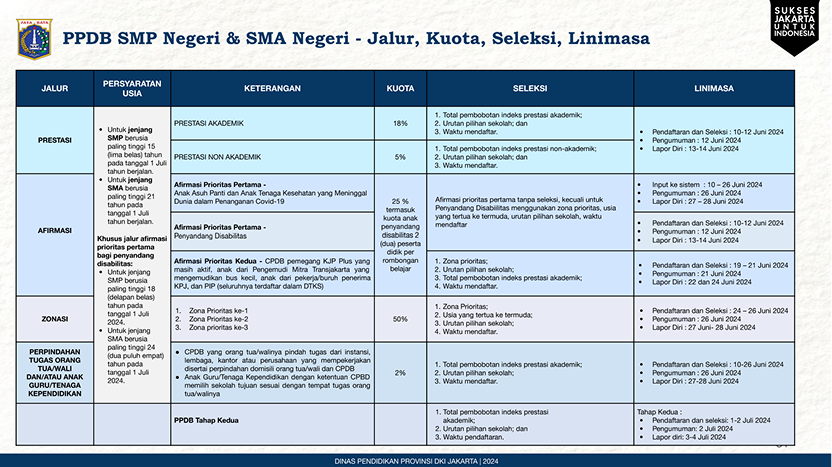 JAYA RAYA
PPDB SMP Negeri & SMA Negeri - Jalur, Kuota, Seleksi, Linimasa
SUKSES
JAKARTA
UNTUK
INDONESIA
JALUR
PERSYARATAN
USIA
KETERANGAN
KUOTA
SELEKSI
LINIMASA
PRESTASI
• Untuk jenjang
SMP berusia
paling tinggi 15
(lima belas) tahun
pada tanggal 1 Juli
tahun berjalan.
• Untuk jenjang
SMA berusia
paling tinggi 21
tahun pada
tanggal 1 Juli
tahun berjalan.
Khusus jalur afirmasi
prioritas pertama
bagi penyandang
disabilitas:
• Untuk jenjang
SMP berusia
paling tinggi 18
(delapan belas)
tahun pada
tanggal 1 Juli
2024.
• Untuk jenjang
SMA berusia
paling tinggi 24
(dua puluh empat)
tahun pada
tanggal 1 Juli
2024.
PRESTASI AKADEMIK
18%
1. Total pembobotan indeks prestasi akademik;
2. Urutan pilihan sekolah; dan
3. Waktu mendaftar.
• Pendaftaran dan Seleksi : 10-12 Juni 2024
• Pengumuman : 12 Juni 2024
• Lapor Diri : 13-14 Juni 2024
PRESTASI NON AKADEMIK
5%
1. Total pembobotan indeks prestasi non-akademik;
2. Urutan pilihan sekolah; dan
3. Waktu mendaftar.
AFIRMASI
Afirmasi Prioritas Pertama -
Anak Asuh Panti dan Anak Tenaga Kesehatan yang Meninggal
Dunia dalam Penanganan Covid-19
25 %
termasuk
kuota anak
penyandang
disabilitas 2
(dua) peserta
didik per
rombongan
belajar
Afirmasi prioritas pertama tanpa seleksi, kecuali untuk
Penyandang Disabilitas menggunakan zona prioritas, usia
yang tertua ke termuda, urutan pilihan sekolah, waktu
mendaftar
• Input ke sistem : 10 – 26 Juni 2024
• Pengumuman : 26 Juni 2024
• Lapor Diri : 27 – 28 Juni 2024
Afirmasi Prioritas Pertama -
Penyandang Disabilitas
• Pendaftaran dan Seleksi : 10-12 Juni 2024
• Pengumuman : 12 Juni 2024
• Lapor Diri : 13-14 Juni 2024
Afirmasi Prioritas Kedua - CPDB pemegang KJP Plus yang
masih aktif, anak dari Pengemudi Mitra Transjakarta yang
mengemudikan bus kecil, anak dari pekerja/buruh penerima
KPJ, dan PIP (seluruhnya terdaftar dalam DTKS)
1. Zona prioritas;
2. Urutan pilihan sekolah;
3. Total pembobotan indeks prestasi akademik;
4. Waktu mendaftar.
• Pendaftaran dan Seleksi : 19 – 21 Juni 2024
• Pengumuman : 21 Juni 2024
• Lapor Diri : 22 dan 24 Juni 2024
ZONASI
1. Zona Prioritas ke-1
2. Zona Prioritas ke-2
3. Zona Prioritas ke-3
50%
1. Zona Prioritas;
2. Usia yang tertua ke termuda;
3. Urutan pilihan sekolah;
4. Waktu mendaftar.
• Pendaftaran dan Seleksi : 24 – 26 Juni 2024
• Pengumuman : 26 Juni 2024
• Lapor Diri : 27 Juni- 28 Juni 2024
PERPINDAHAN
TUGAS ORANG
TUA/WALI
DAN/ATAU ANAK
GURU/TENAGA
KEPENDIDIKAN
• CPDB yang orang tua/walinya pindah tugas dari instansi,
lembaga, kantor atau perusahaan yang mempekerjakan
disertai perpindahan domisili orang tua/wali dan CPDB
• Anak Guru/Tenaga Kependidikan dengan ketentuan CPBD
memilih sekolah tujuan sesuai dengan tempat tugas orang
tua/walinya
2%
1. Total pembobotan indeks prestasi akademik;
2. Urutan pilihan sekolah;
3. Waktu mendaftar.
• Pendaftaran dan Seleksi : 10-26 Juni 2024
• Pengumuman : 26 Juni 2024
• Lapor Diri : 27-28 Juni 2024
PPDB Tahap Kedua
1. Total pembobotan indeks prestasi
akademik;
2. Urutan pilihan sekolah; dan
3. Waktu pendaftaran.
Tahap Kedua :
• Pendaftaran dan seleksi: 1-2 Juli 2024
• Pengumuman: 2 Juli 2024
• Lapor diri: 3-4 Juli 2024
DINAS PENDIDIKAN PROVINSI DKI JAKARTA | 2024